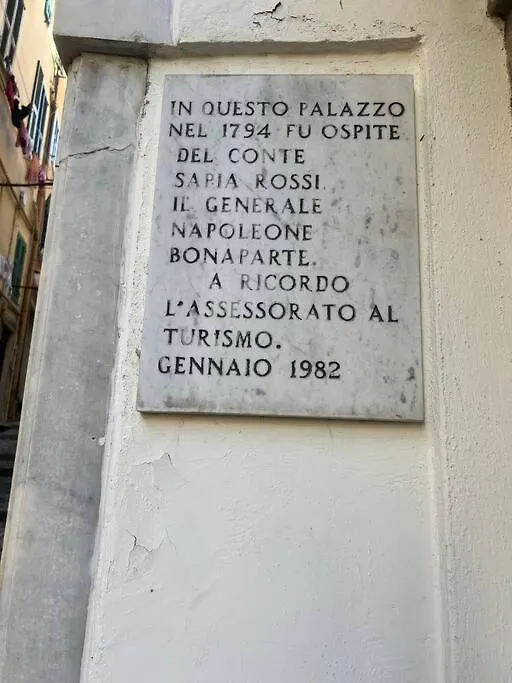 IN QUESTO PALAZZO
NEL 1794 FU OSPITE
DEL CONTE
SAPIA ROSSI.
IL GENERALE
NAPOLEONE
BONAPARTE.
A RICORDO
L'ASSESSORATO AL
TURISMO.
GENNAIO 1982